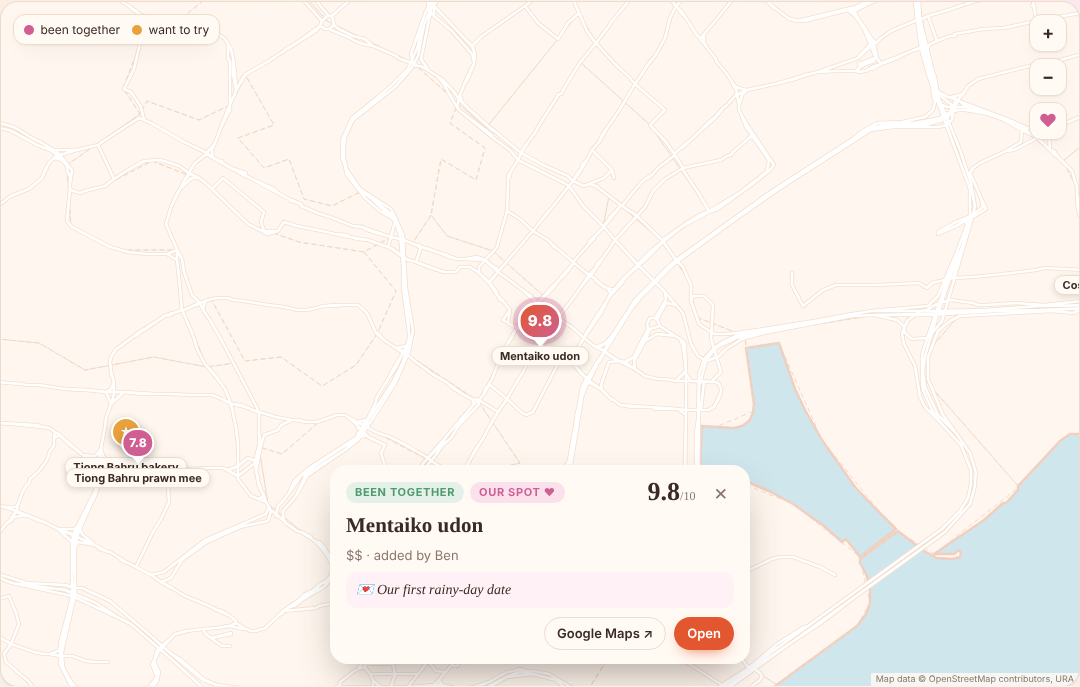 been together
want to try
+
−
Cos
9.8
Mentaiko udon
7.8
Tiong Bahru bakery
Tiong Bahru prawn mee
BEEN TOGETHER
OUR SPOT ♥
9.8/10
✕
Mentaiko udon
$$ · added by Ben
💌 Our first rainy-day date
Google Maps ↗
Open
Map data © OpenStreetMap contributors, URA